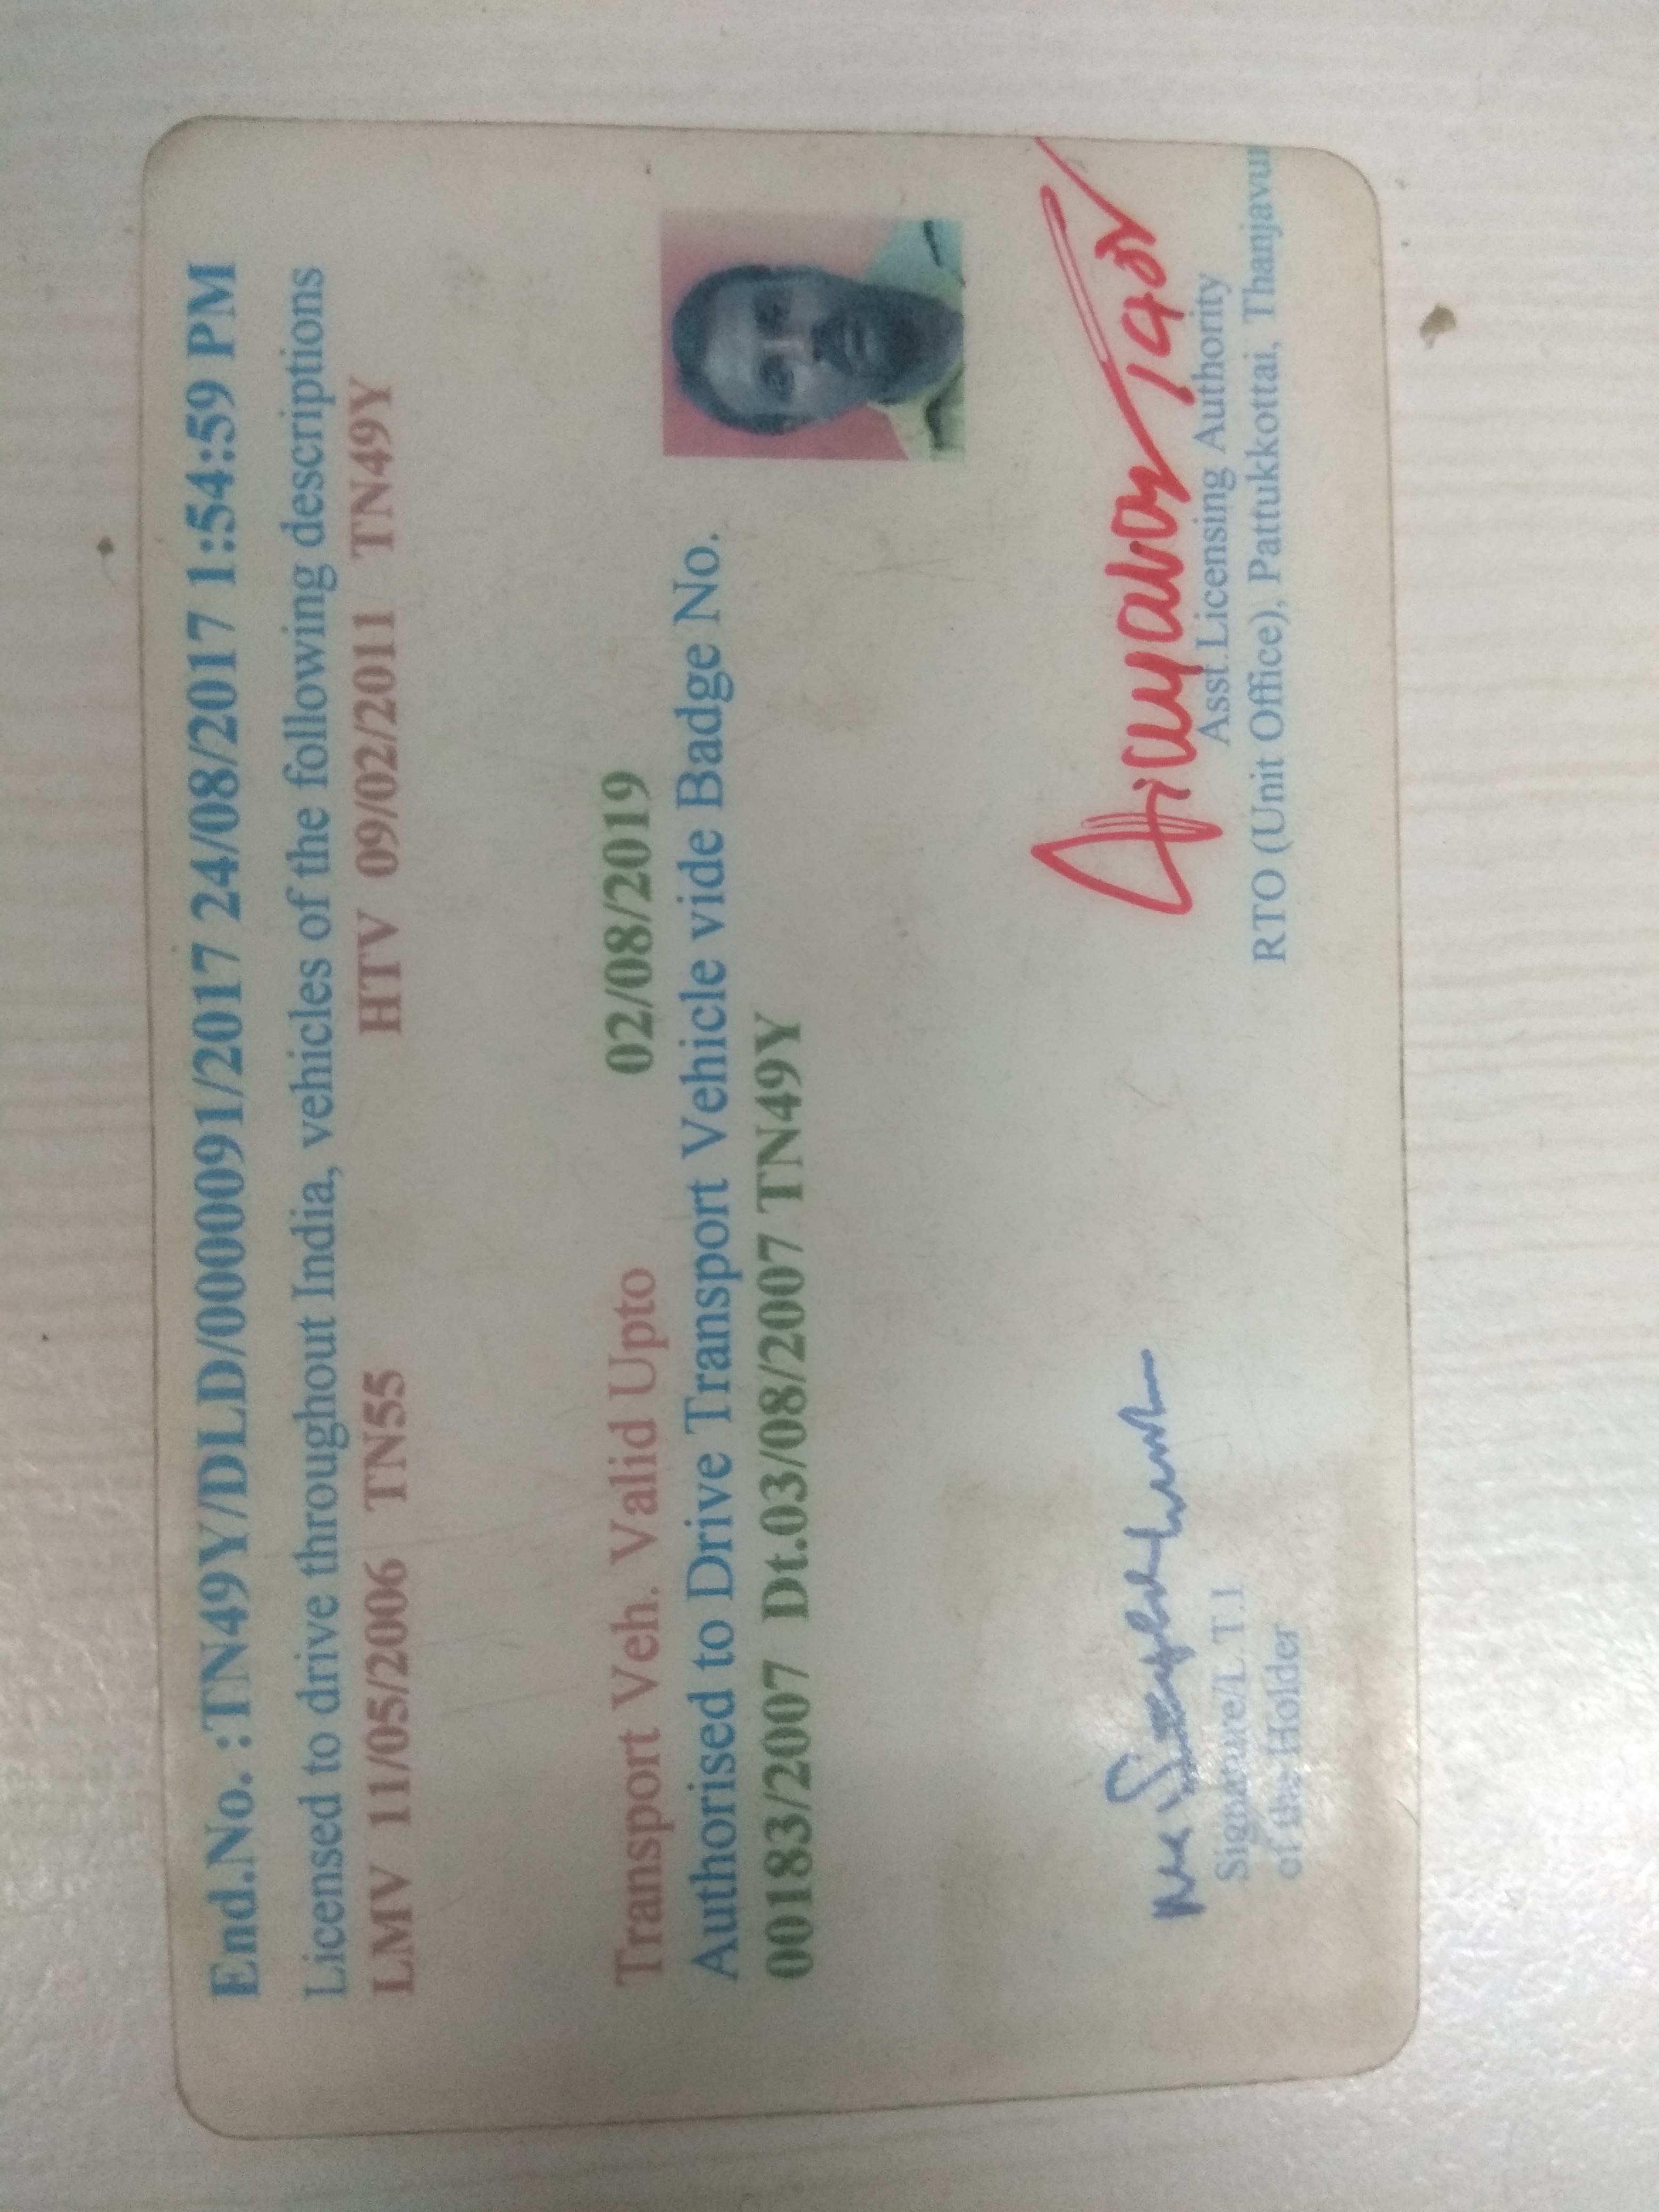 End.No. :TN49Y/DLD/0000091/2017 24/08/2017 1:54:59 PM
Licensed to drive throughout India, vehicles of the following descriptions
LMV 11/05/2006 TN55 HTV 09/02/2011 TN49Y
Transport Veh. Valid Upto 02/08/2019
Authorised to Drive Transport Vehicle vide Badge No.
00183/2007 Dt.03/08/2007 TN49Y
Signature/L.T.I
of the Holder
Asst.Licensing Authority
RTO (Unit Office), Pattukkottai, Thanjavur